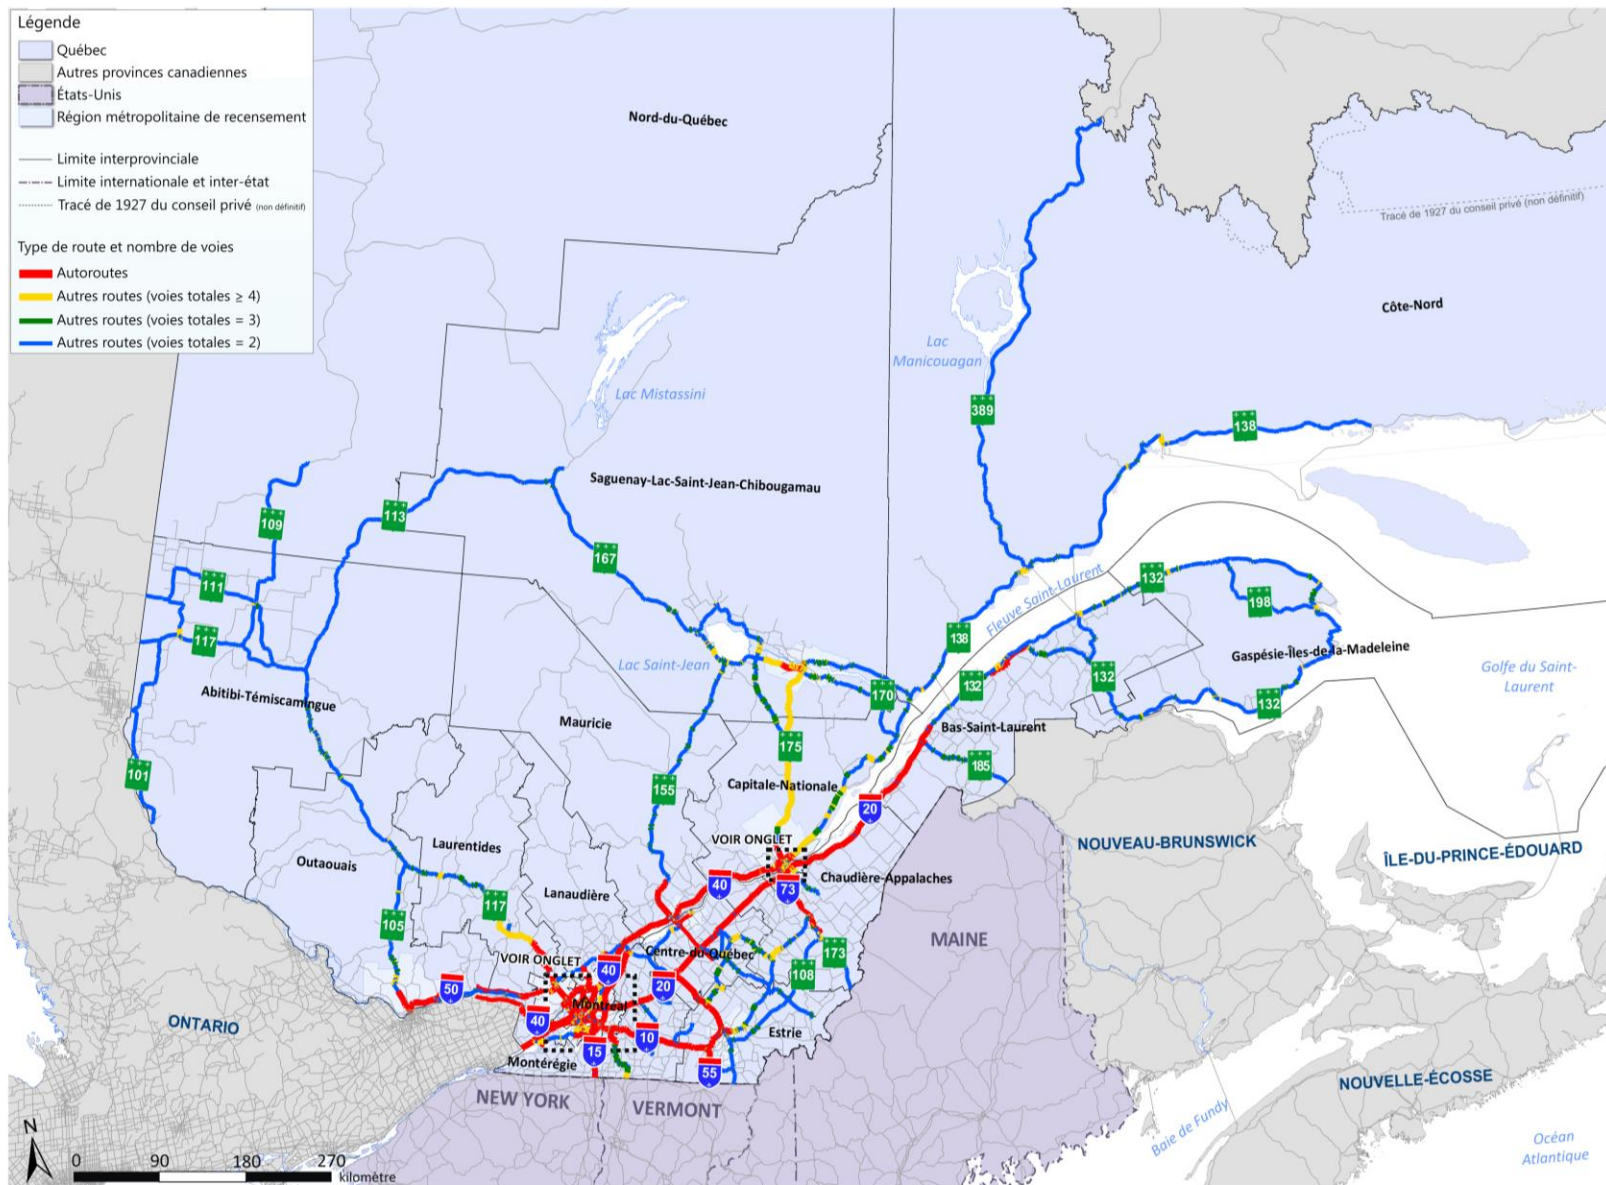 Légende
Québec
Autres provinces canadiennes
États-Unis
Région métropolitaine de recensement
Limite interprovinciale
Limite internationale et inter-état
Tracé de 1927 du conseil privé (non définitif)
Type de route et nombre de voies
Autoroutes
Autres routes (voies totales ≥ 4)
Autres routes (voies totales = 3)
Autres routes (voies totales = 2)
Nord-du-Québec
Tracé de 1927 du conseil privé (non définitif)
Côte-Nord
Lac
Manicouagan
Lac Mistassini
389
138
Saguenay-Lac-Saint-Jean-Chibougamau
113
109
167
111
132
Fleuve Saint-Laurent
198
117
138
Gaspésie-Îles-de-la-Madeleine
Lac Saint-Jean
Golfe du Saint-
Laurent
132
132
170
132
Abitibi-Témiscamingue
Mauricie
Bas-Saint-Laurent
175
185
101
155
Capitale-Nationale
20
VOIR ONGLET
NOUVEAU-BRUNSWICK
ÎLE-DU-PRINCE-ÉDOUARD
Laurentides
Outaouais
Chaudière-Appalaches
40
73
Lanaudière
117
105
MAINE
Centre-du-Québec
173
VOIR ONGLET
40
108
50
20
Montréal
ONTARIO
40
Estrie
10
15
Montérégie
55
NOUVELLE-ÉCOSSE
NEW YORK
VERMONT
Baie de Fundy
Océan
Atlantique
N
0 90 180 270
kilomètre